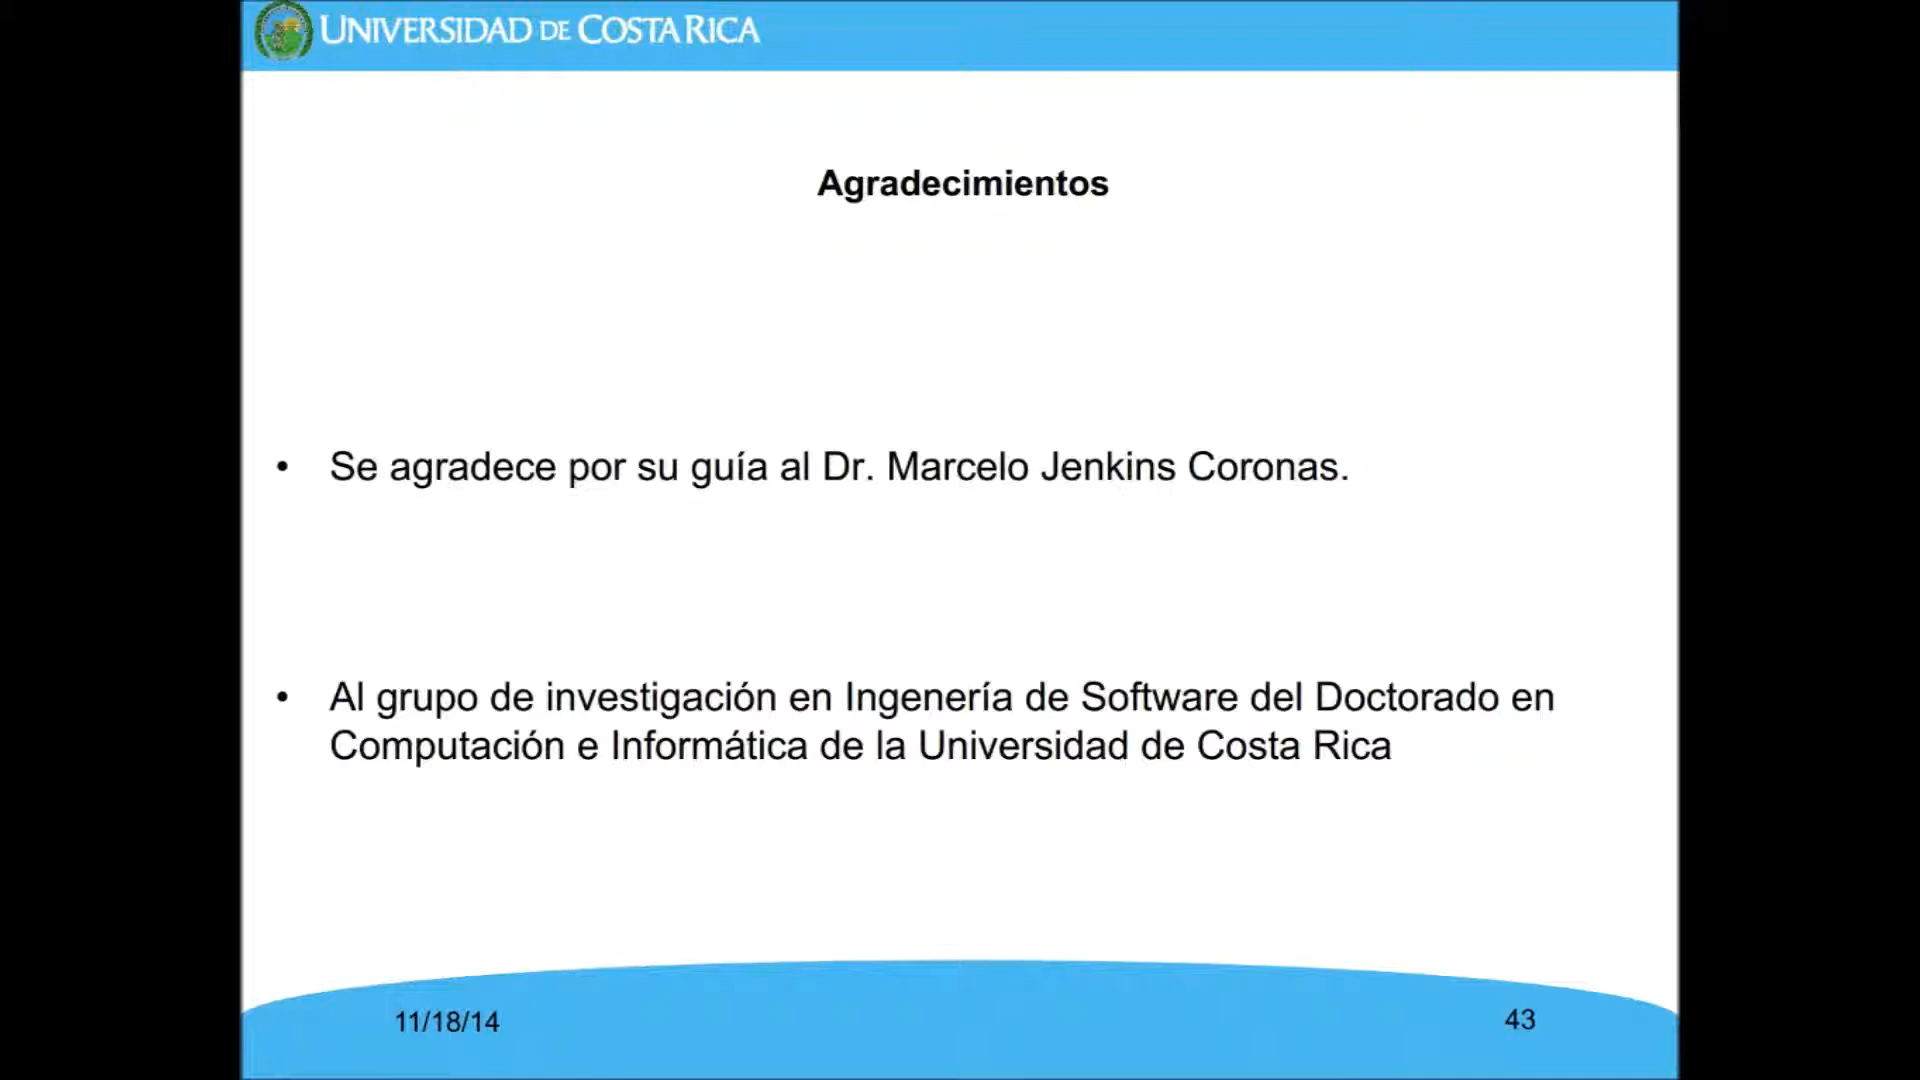 UNIVERSIDAD DE COSTA RICA
Agradecimientos
• Se agradece por su guía al Dr. Marcelo Jenkins Coronas.
• Al grupo de investigación en Ingenería de Software del Doctorado en
Computación e Informática de la Universidad de Costa Rica
11/18/14
43